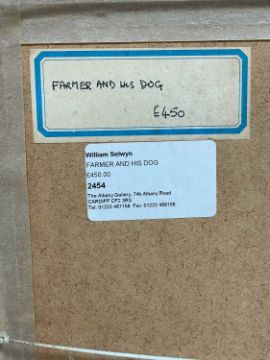 FARMER AND HIS DOG
£450
William Selwyn
FARMER AND HIS DOG
£450.00
2454
The Albany Gallery, 74b Albany Road
CARDIFF CF2 3RS
Tel: 01222 487158 Fax: 01222 489158